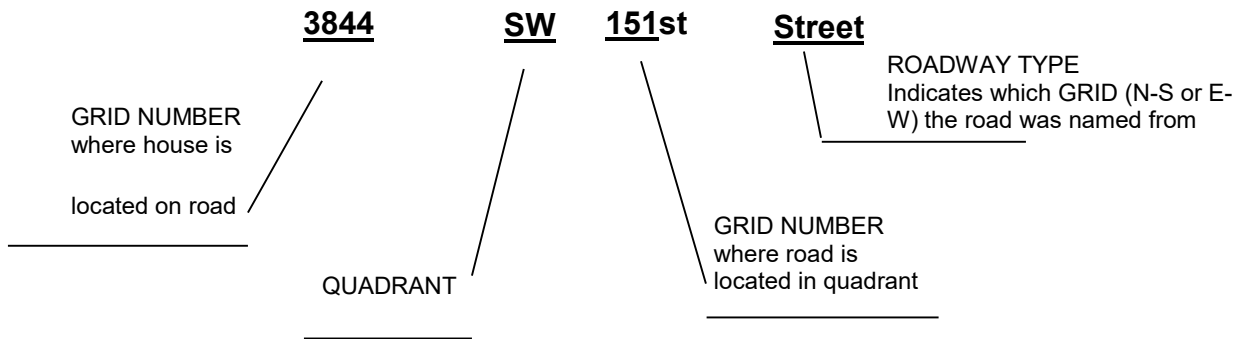 3844 SW 151st Street
ROADWAY TYPE
Indicates which GRID (N-S or E-
W) the road was named from
GRID NUMBER
where house is
located on road
GRID NUMBER
where road is
located in quadrant
QUADRANT